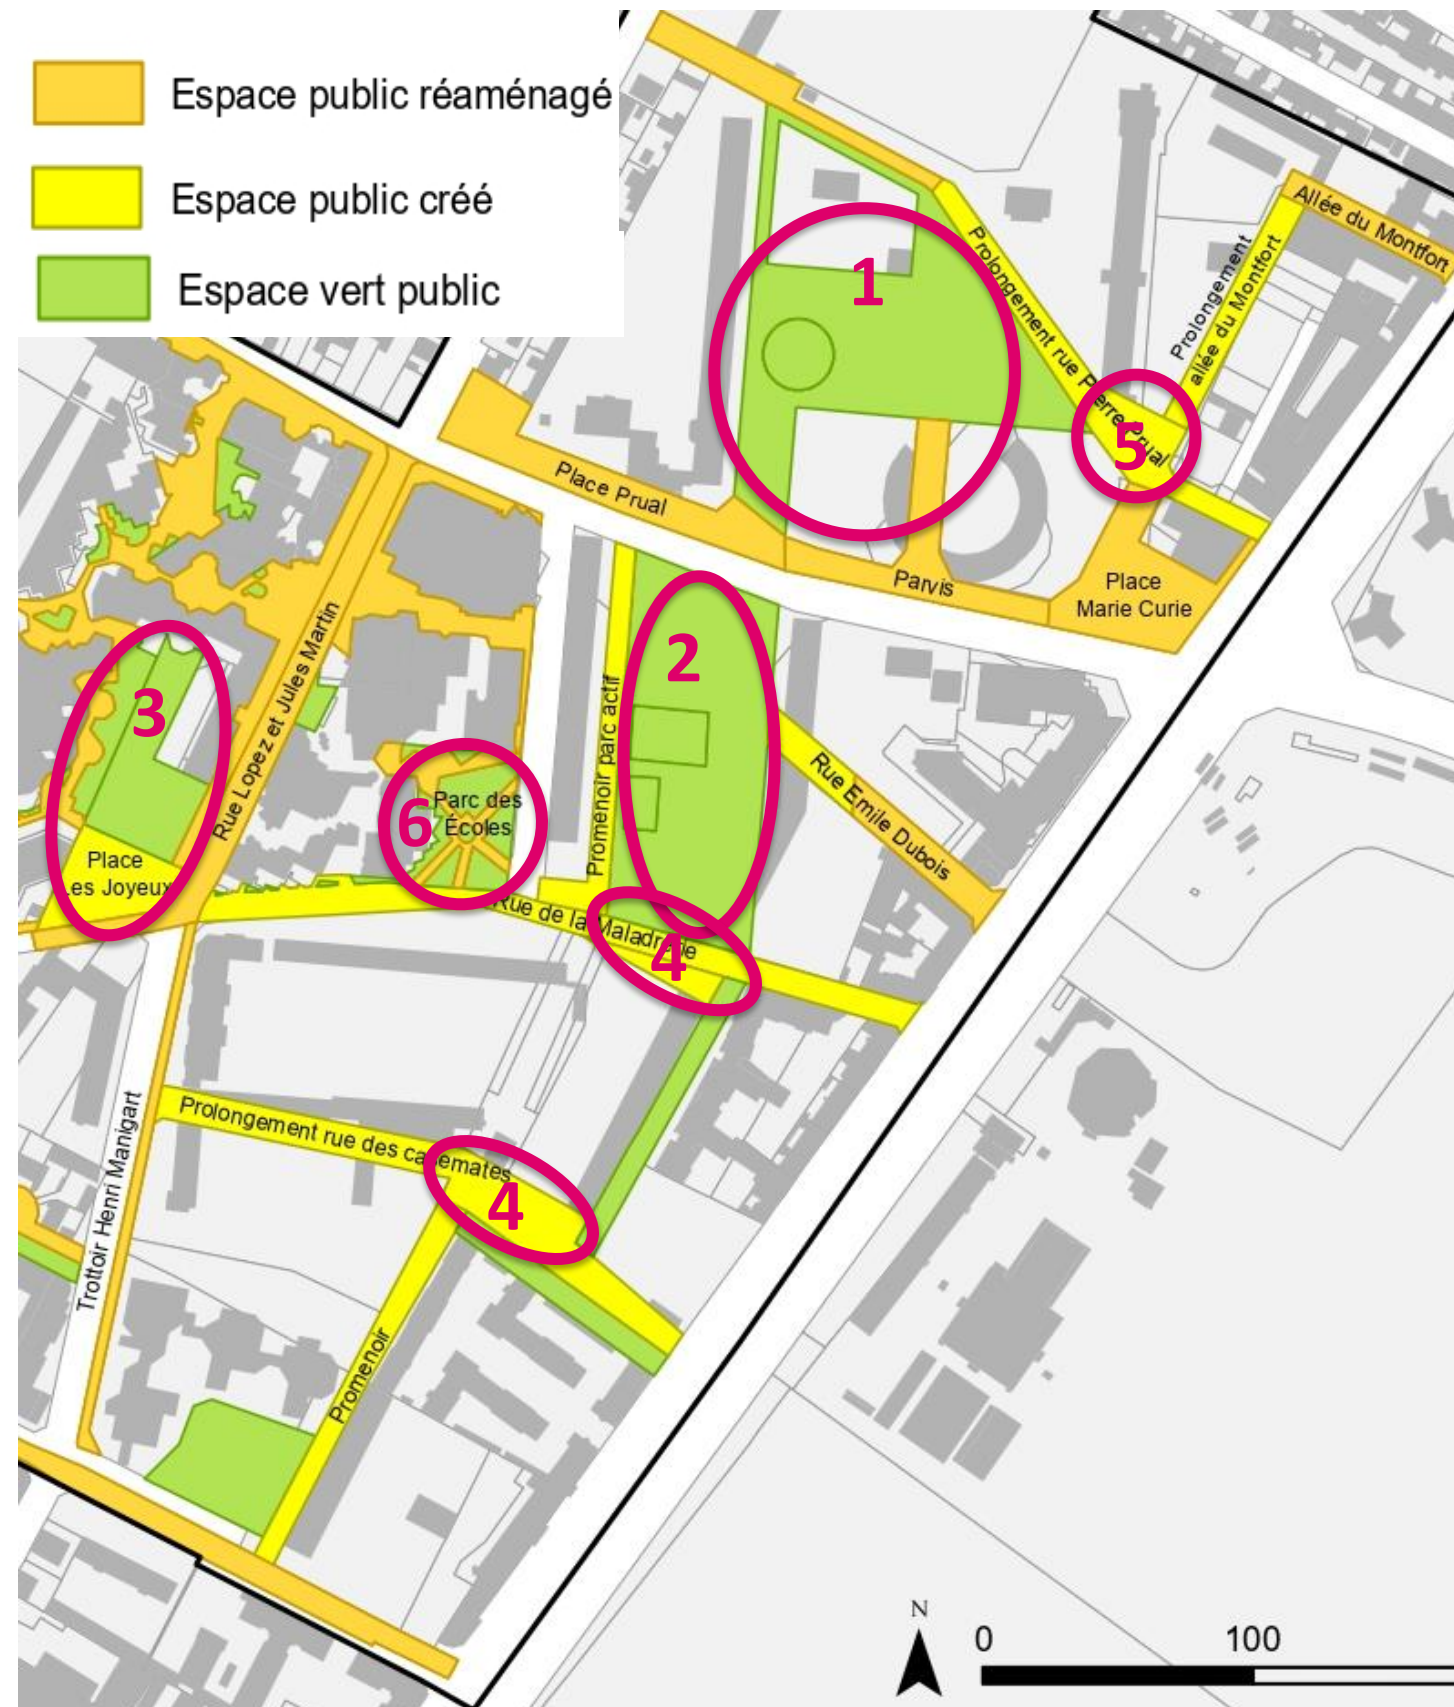 Espace public réaménagé
Espace public créé
Espace vert public
Allée du Montfort
Prolongement
allée du Montfort
Prolongement rue Pierre Prual
1
5
Place Prual
Parvis
Place
Marie Curie
Rue Lopez et Jules Martin
2
3
Promenoir parc actif
Rue Emile Dubois
Parc des
Écoles
6
Place
Les Joyeux
Rue de la Maladrerie
4
Prolongement rue des casemates
4
Trottoir Henri Manigart
Promenoir
N
0 100